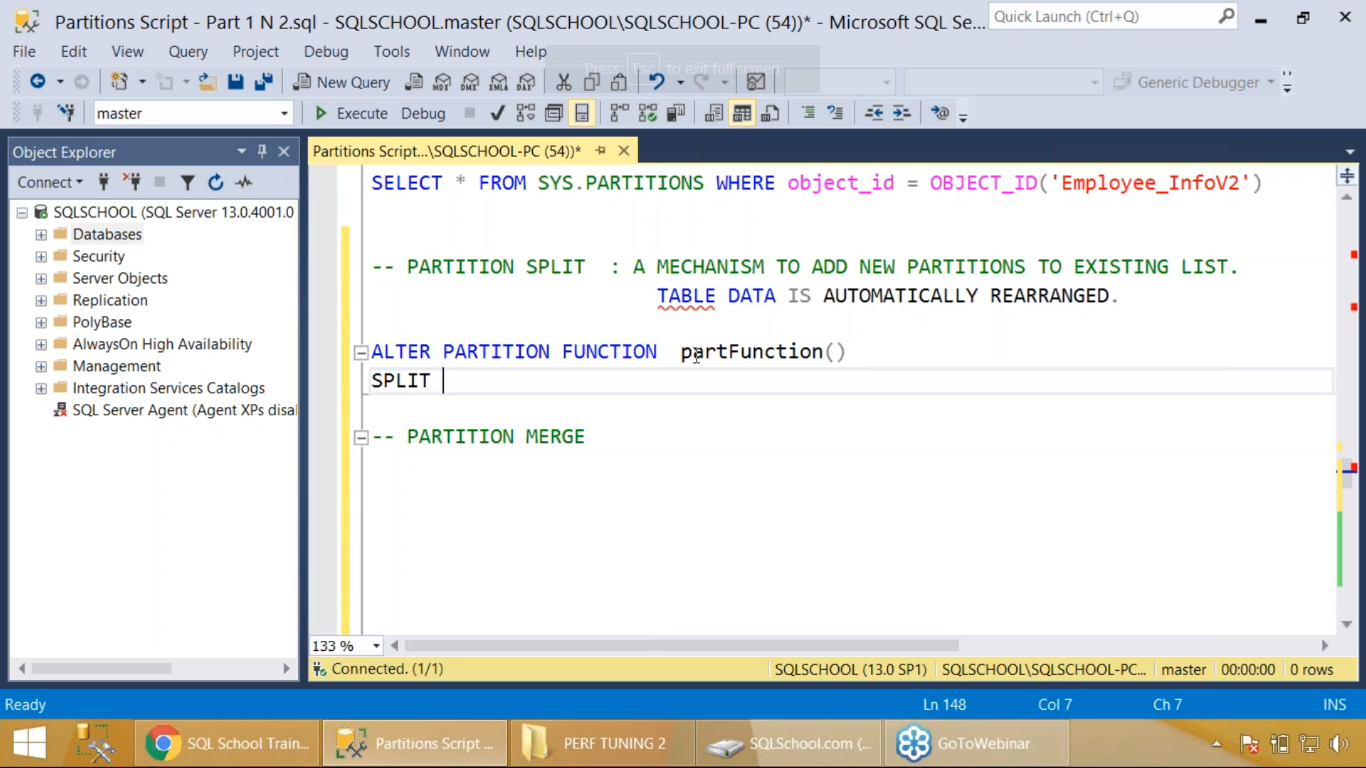 Partitions Script - Part 1 N 2.sql - SQLSCHOOL.master (SQLSCHOOL\SQLSCHOOL-PC (54))* - Microsoft SQL Se...
Quick Launch (Ctrl+Q)
File Edit View Query Project Debug Tools Window Help
Press Esc to exit full screen
New Query
MDX DMX XMLA DAX
Generic Debugger
master
Execute Debug
Object Explorer
Partitions Script...\SQLSCHOOL-PC (54))*
Connect
SQLSCHOOL (SQL Server 13.0.4001.0
Databases
Security
Server Objects
Replication
PolyBase
AlwaysOn High Availability
Management
Integration Services Catalogs
SQL Server Agent (Agent XPs disal
SELECT * FROM SYS.PARTITIONS WHERE object_id = OBJECT_ID('Employee_InfoV2')
-- PARTITION SPLIT : A MECHANISM TO ADD NEW PARTITIONS TO EXISTING LIST.
TABLE DATA IS AUTOMATICALLY REARRANGED.
ALTER PARTITION FUNCTION partFunction()
SPLIT
-- PARTITION MERGE
133 %
Connected. (1/1)
SQLSCHOOL (13.0 SP1) SQLSCHOOL\SQLSCHOOL-PC... master 00:00:00 0 rows
Ready
Ln 148 Col 7 Ch 7 INS
SQL School Train...
Partitions Script ...
PERF TUNING 2
SQLSchool.com (...
GoToWebinar